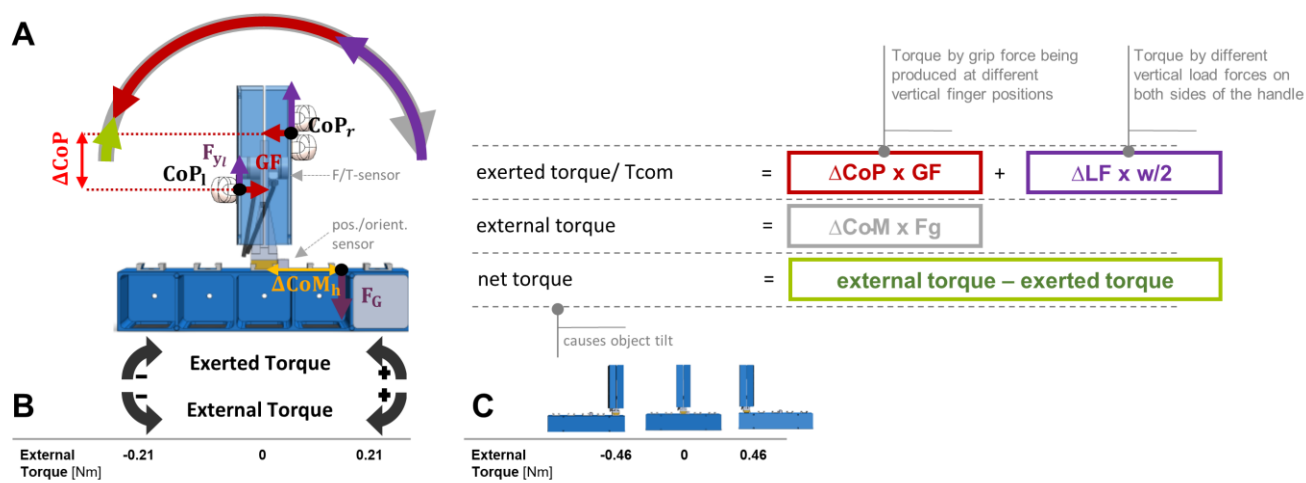 A
Torque by grip force being
produced at different
vertical finger positions
Torque by different
vertical load forces on
both sides of the handle
ΔCoP
CoPr
Fyl
GF
CoPl
F/T-sensor
pos./orient.
sensor
ΔCoMh
FG
exerted torque/ Tcom = ΔCoP x GF + ΔLF x w/2
external torque = ΔCoM x Fg
net torque = external torque – exerted torque
causes object tilt
- Exerted Torque +
- External Torque +
B
External -0.21 0 0.21
Torque [Nm]
C
External -0.46 0 0.46
Torque [Nm]